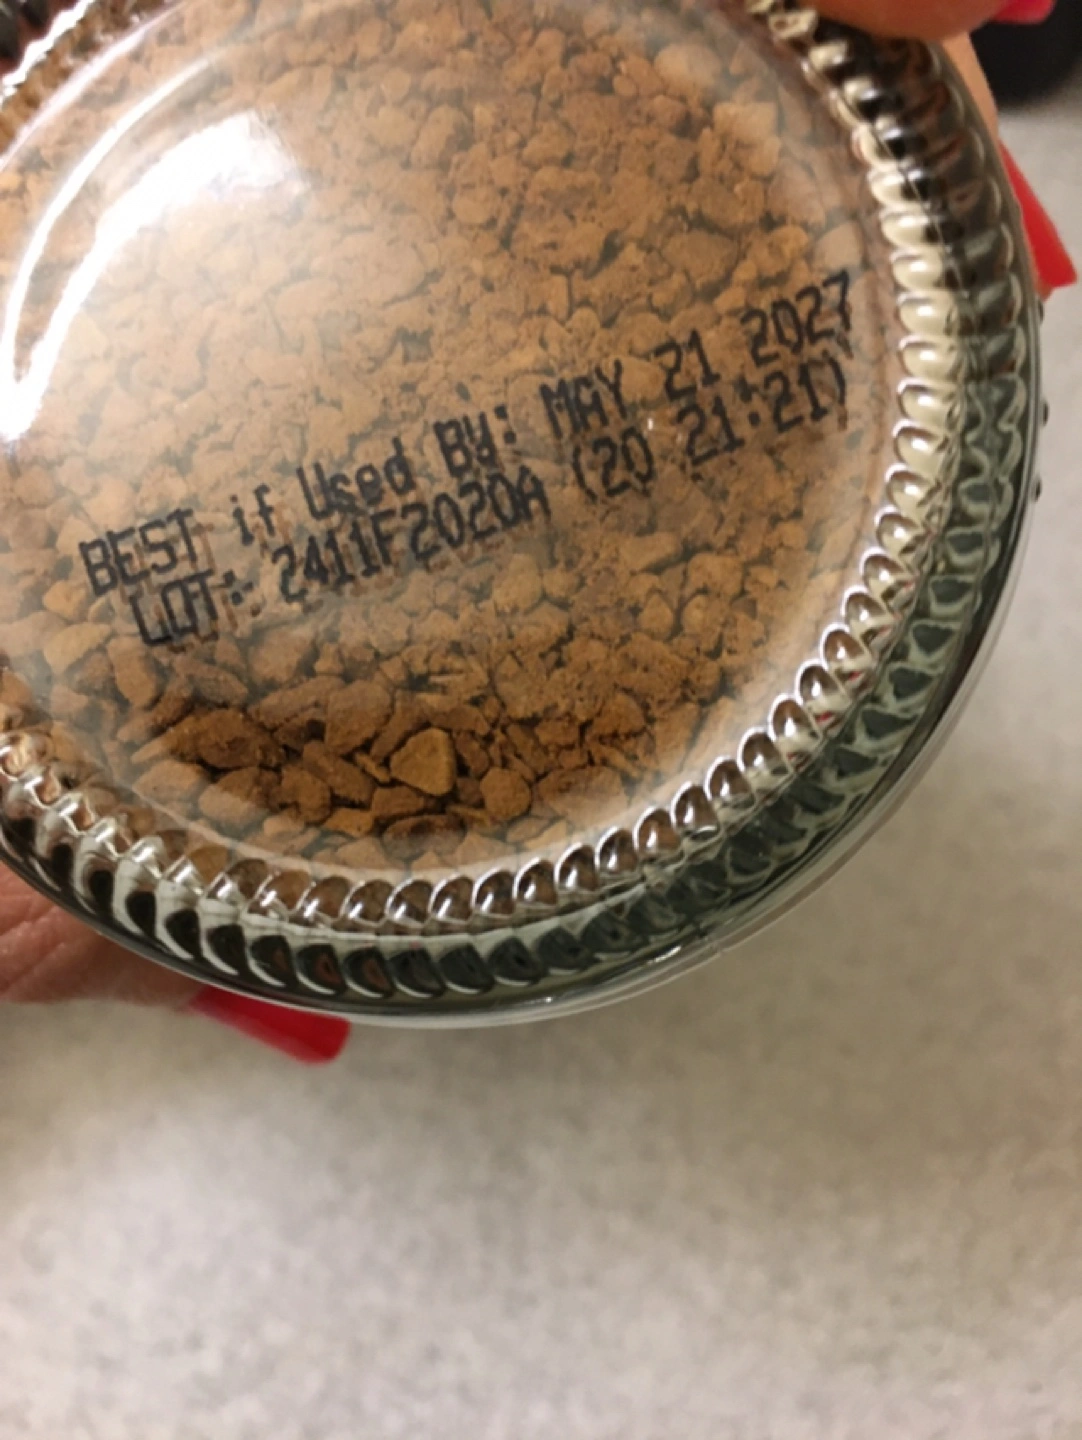 BEST if Used By: MAY 21 2027
LOT: 2411F2020A (20 21:21)